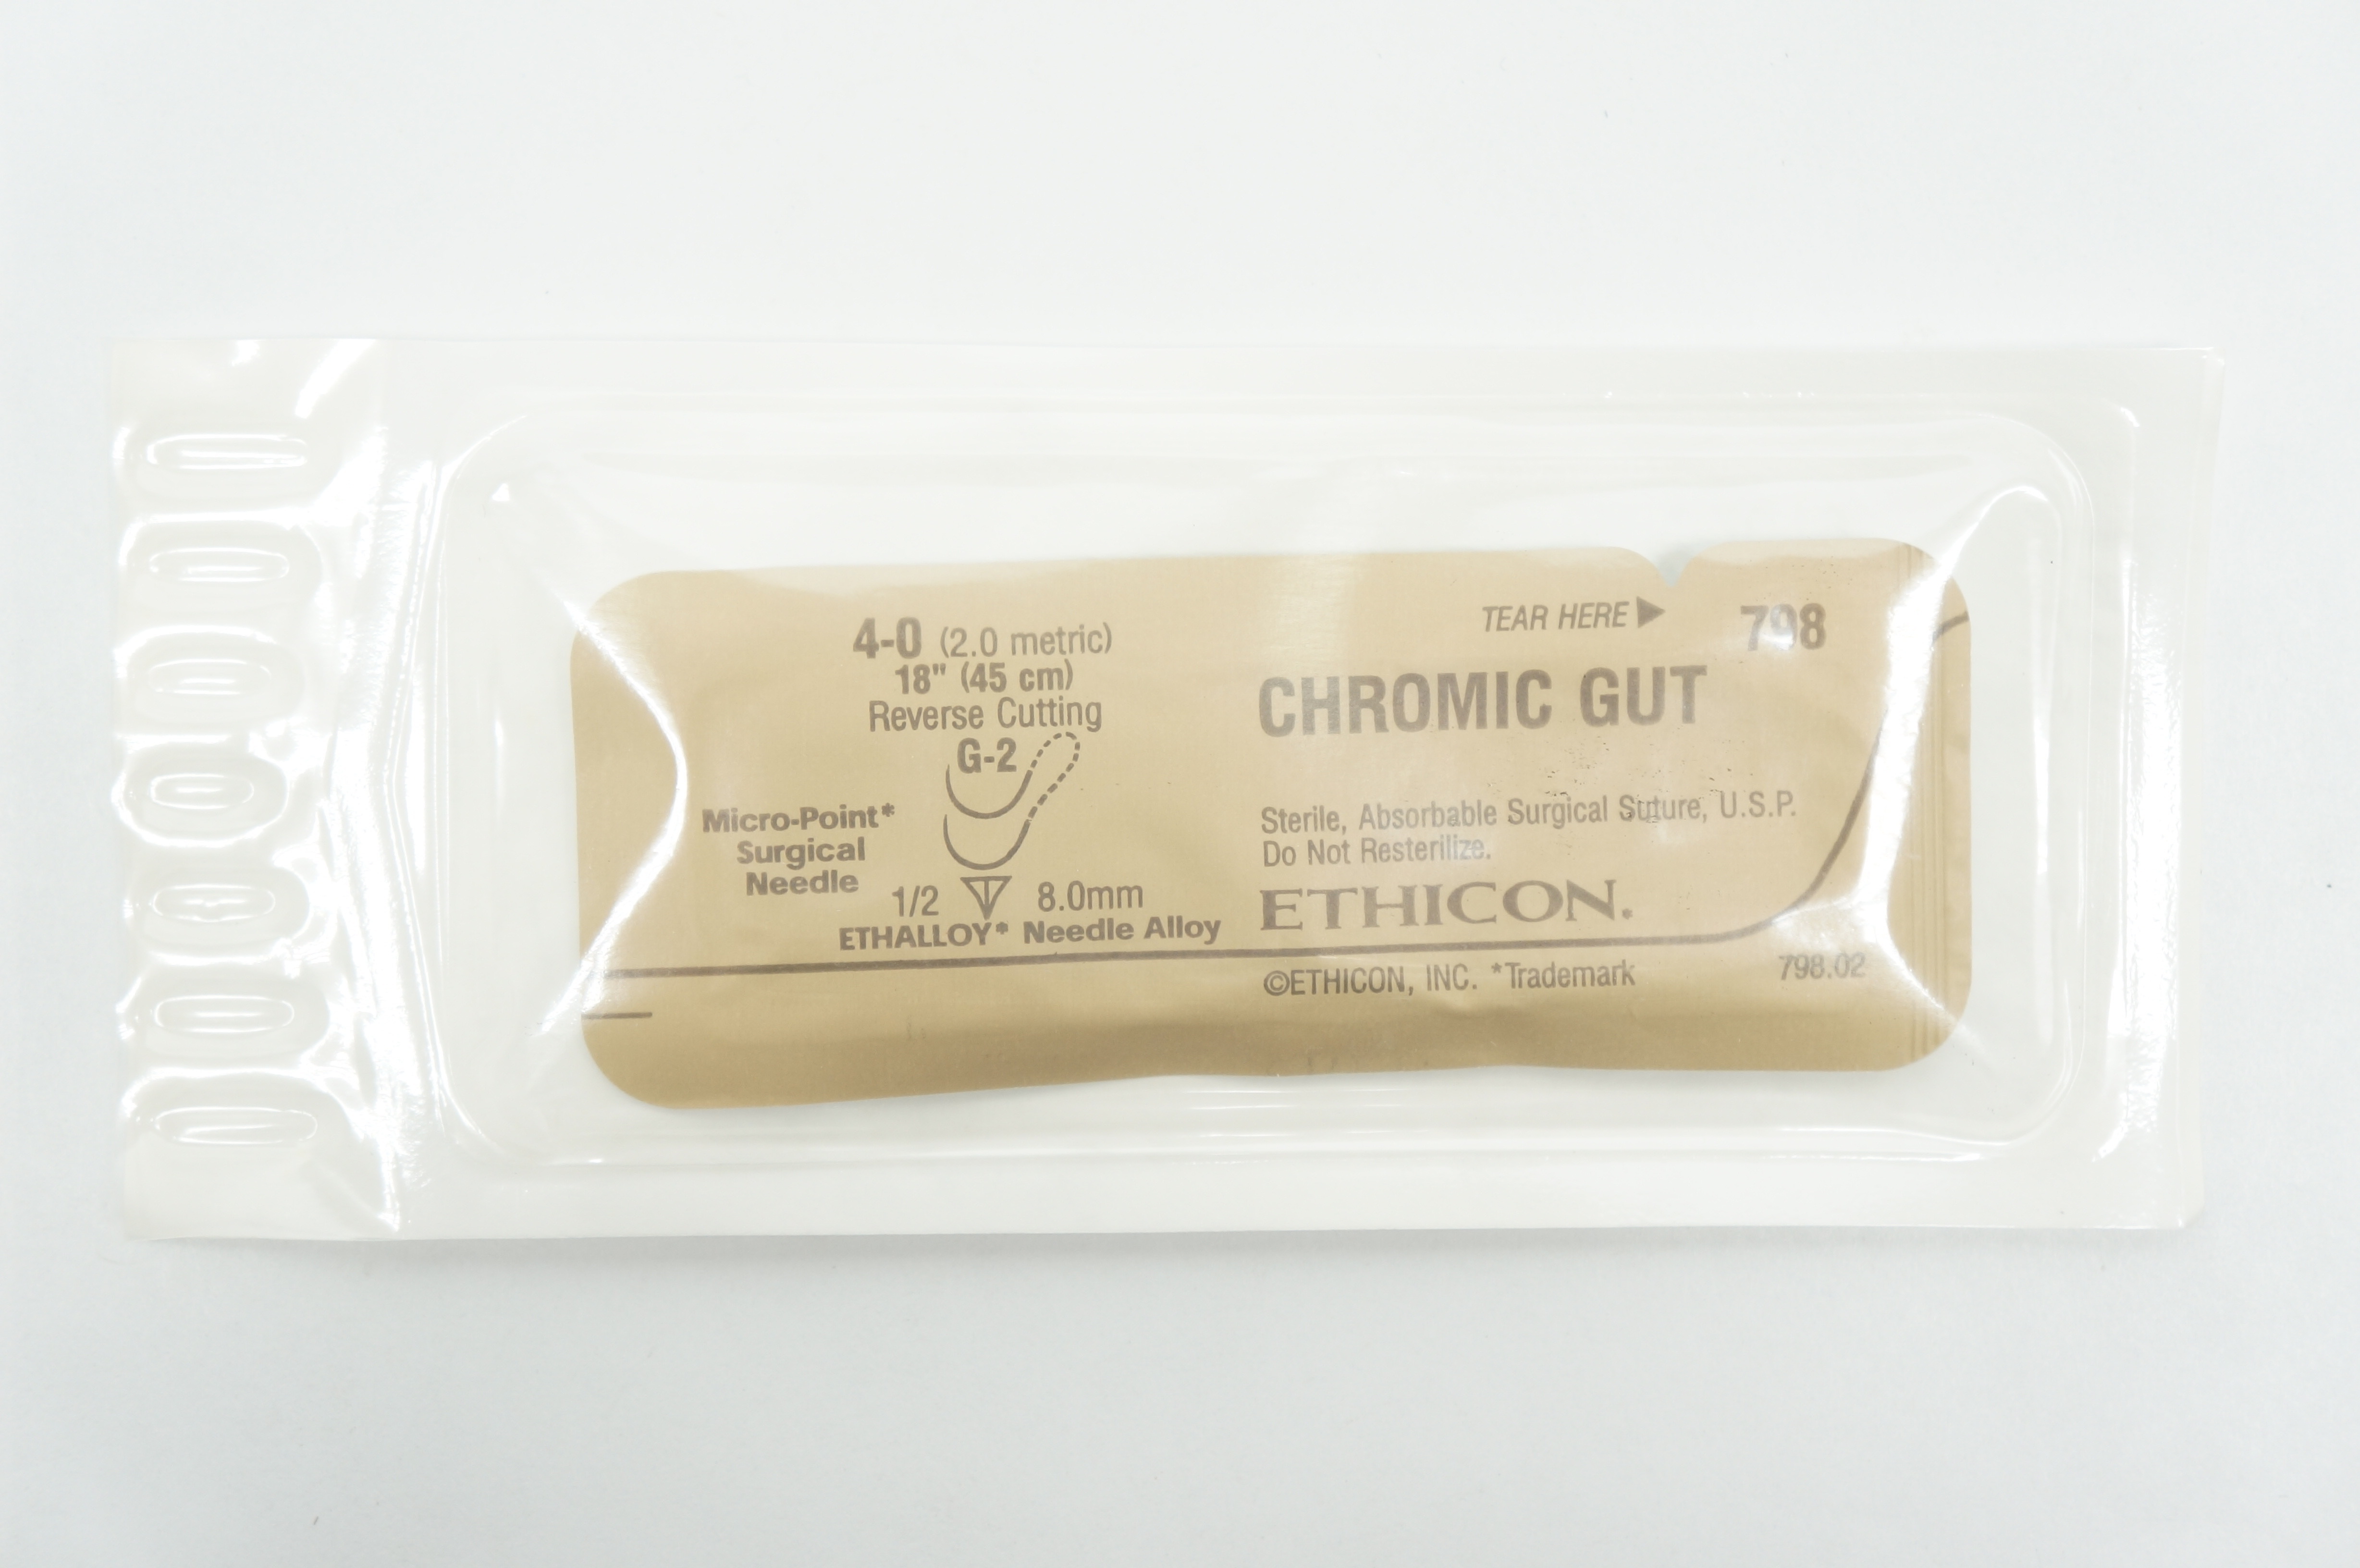 4-0 (2.0 metric)
18" (45 cm)
Reverse Cutting
G-2
Micro-Point*
Surgical
Needle
1/2 8.0mm
ETHALLOY* Needle Alloy
TEAR HERE ▶
798
CHROMIC GUT
Sterile, Absorbable Surgical Suture, U.S.P.
Do Not Resterilize.
ETHICON.*
©ETHICON, INC. *Trademark
798.02